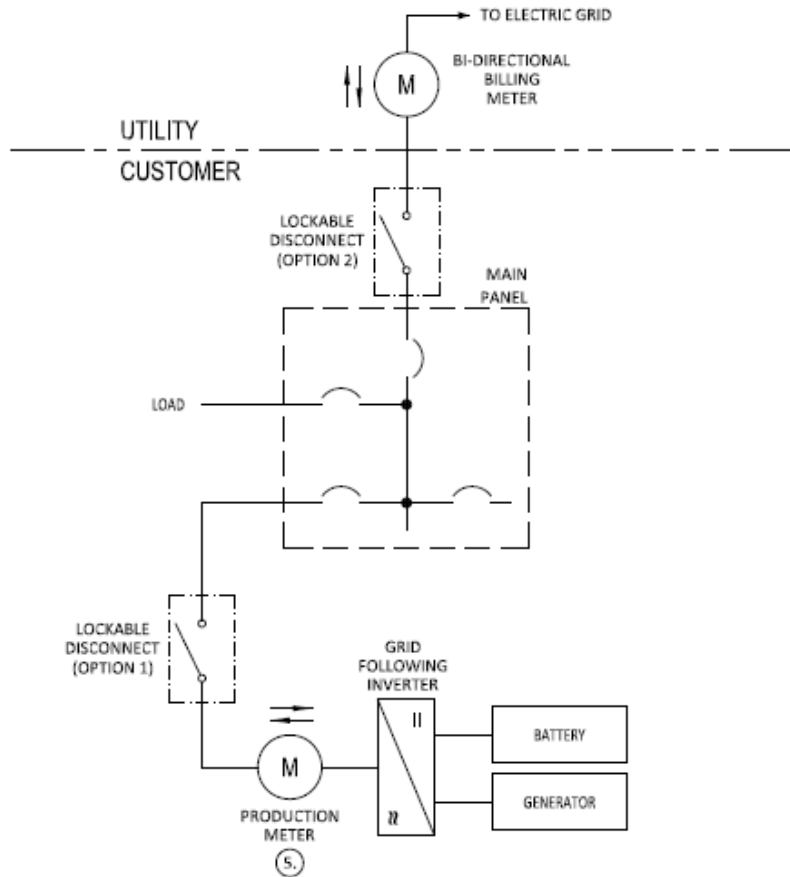 TO ELECTRIC GRID
BI-DIRECTIONAL
BILLING
METER
M
UTILITY
CUSTOMER
LOCKABLE
DISCONNECT
(OPTION 2)
MAIN
PANEL
LOAD
LOCKABLE
DISCONNECT
(OPTION 1)
GRID
FOLLOWING
INVERTER
M
BATTERY
GENERATOR
PRODUCTION
METER
5.